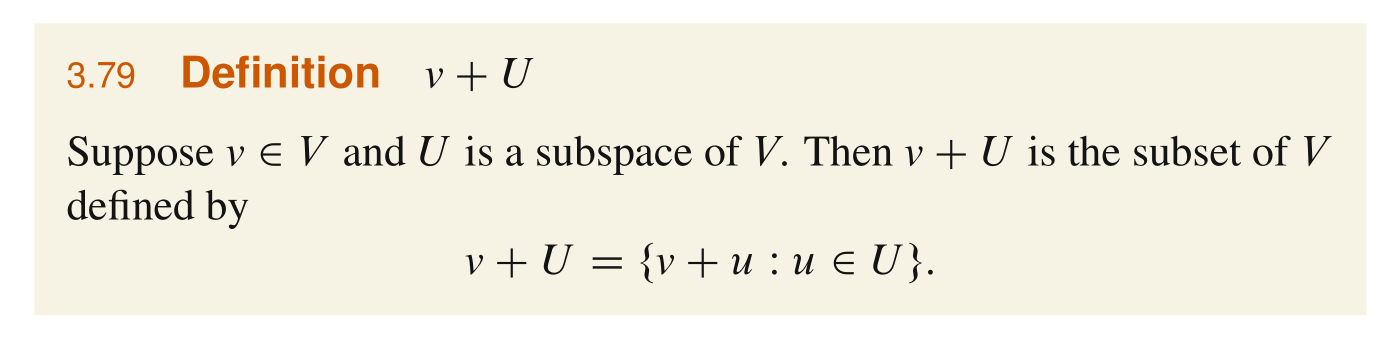 3.79 Definition v + U
Suppose v ∈ V and U is a subspace of V. Then v + U is the subset of V
defined by
v + U = {v + u : u ∈ U}.